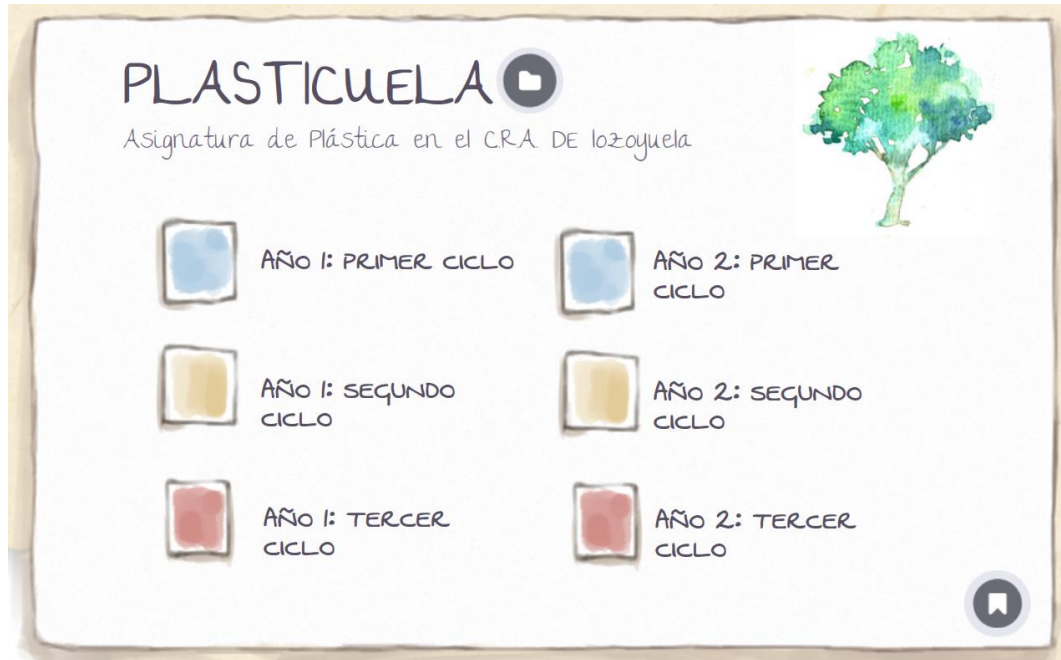 PLASTICUELA
Asignatura de Plástica en el C.R.A. DE lozoyuela
AÑO 1: PRIMER CICLO
AÑO 2: PRIMER
CICLO
AÑO 1: SEGUNDO
CICLO
AÑO 2: SEGUNDO
CICLO
AÑO 1: TERCER
CICLO
AÑO 2: TERCER
CICLO